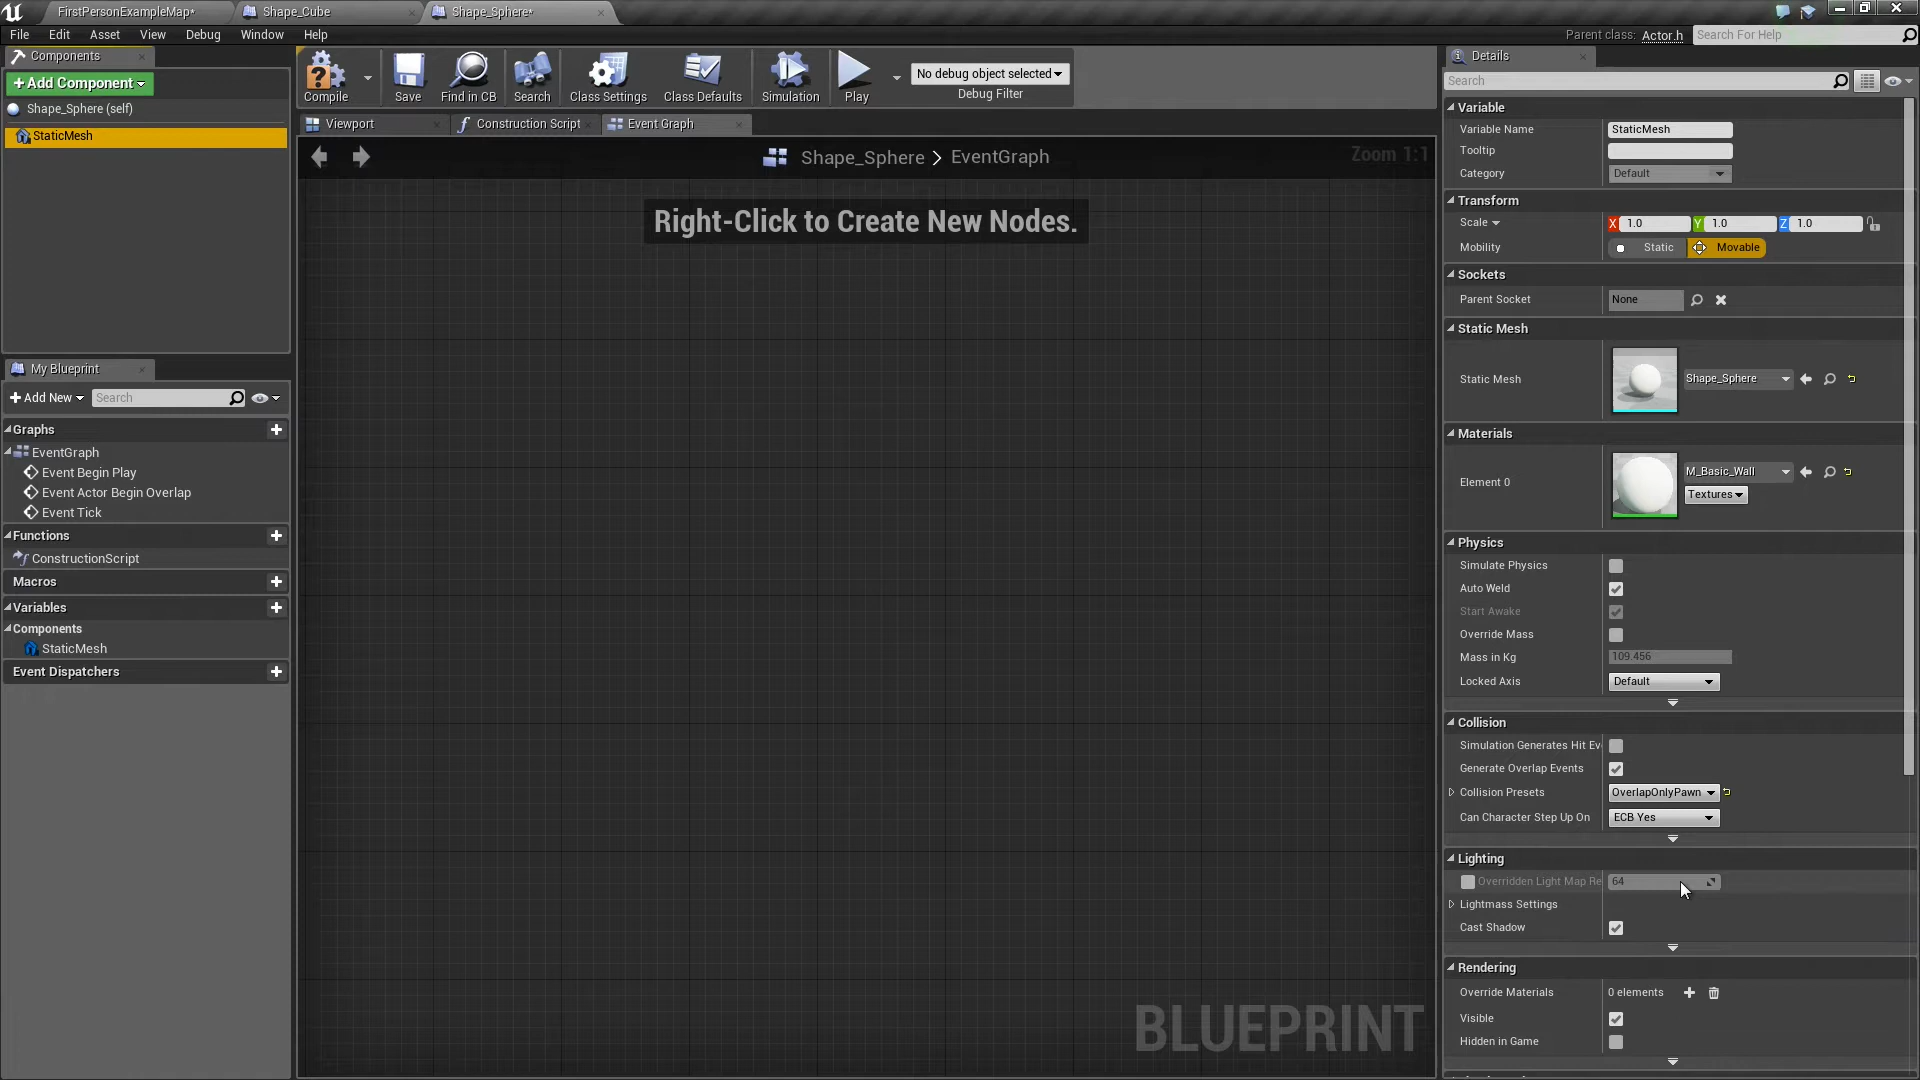 FirstPersonExampleMap*
Shape_Cube
Shape_Sphere*
File Edit Asset View Debug Window Help
Parent class: Actor.h
Search For Help
Components
+Add Component
Shape_Sphere (self)
StaticMesh
Compile
Save
Find in CB
Search
Class Settings
Class Defaults
Simulation
Play
No debug object selected
Debug Filter
Viewport
Construction Script
Event Graph
Shape_Sphere > EventGraph
Zoom 1:1
Right-Click to Create New Nodes.
BLUEPRINT
My Blueprint
+Add New
Search
Graphs
EventGraph
Event Begin Play
Event Actor Begin Overlap
Event Tick
Functions
ConstructionScript
Macros
Variables
Components
StaticMesh
Event Dispatchers
Details
Search
Variable
Variable Name StaticMesh
Tooltip
Category Default
Transform
Scale X 1.0 Y 1.0 Z 1.0
Mobility Static Movable
Sockets
Parent Socket None
Static Mesh
Static Mesh Shape_Sphere
Materials
Element 0 M_Basic_Wall
Textures
Physics
Simulate Physics
Auto Weld
Start Awake
Override Mass
Mass in Kg 109.456
Locked Axis Default
Collision
Simulation Generates Hit Ev
Generate Overlap Events
Collision Presets OverlapOnlyPawn
Can Character Step Up On ECB Yes
Lighting
Overridden Light Map Re 64
Lightmass Settings
Cast Shadow
Rendering
Override Materials 0 elements
Visible
Hidden in Game